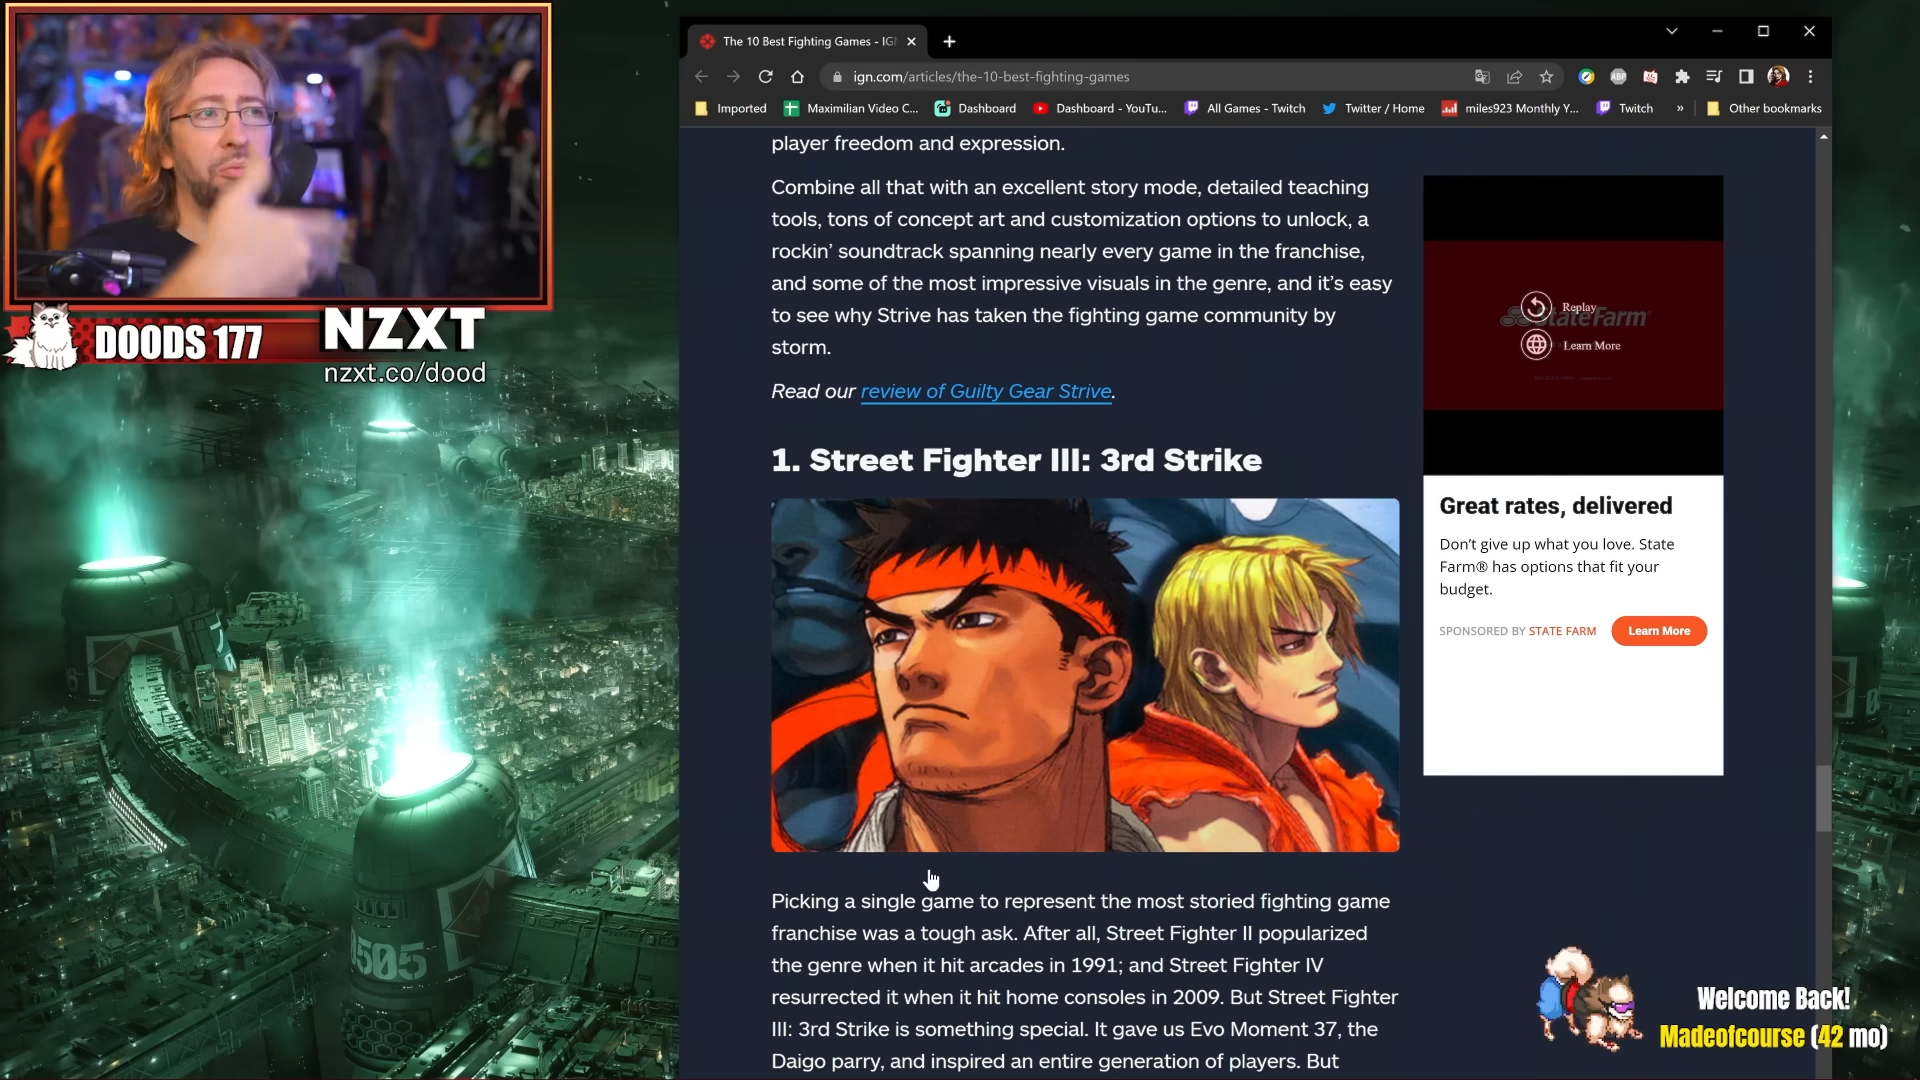 The 10 Best Fighting Games - IG
ign.com/articles/the-10-best-fighting-games
ABP
Imported
Maximilian Video C...
Dashboard
Dashboard - YouTu...
All Games - Twitch
Twitter / Home
miles923 Monthly Y...
Twitch
»
Other bookmarks
player freedom and expression.
Combine all that with an excellent story mode, detailed teaching
tools, tons of concept art and customization options to unlock, a
rockin’ soundtrack spanning nearly every game in the franchise,
and some of the most impressive visuals in the genre, and it’s easy
to see why Strive has taken the fighting game community by
storm.
Read our review of Guilty Gear Strive.
1. Street Fighter III: 3rd Strike
Picking a single game to represent the most storied fighting game
franchise was a tough ask. After all, Street Fighter II popularized
the genre when it hit arcades in 1991; and Street Fighter IV
resurrected it when it hit home consoles in 2009. But Street Fighter
III: 3rd Strike is something special. It gave us Evo Moment 37, the
Daigo parry, and inspired an entire generation of players. But
Replay
StateFarm
Learn More
Great rates, delivered
Don’t give up what you love. State
Farm® has options that fit your
budget.
SPONSORED BY STATE FARM
Learn More
DOODS 177
NZXT
nzxt.co/dood
0505
Welcome Back!
Madeofcourse (42 mo)